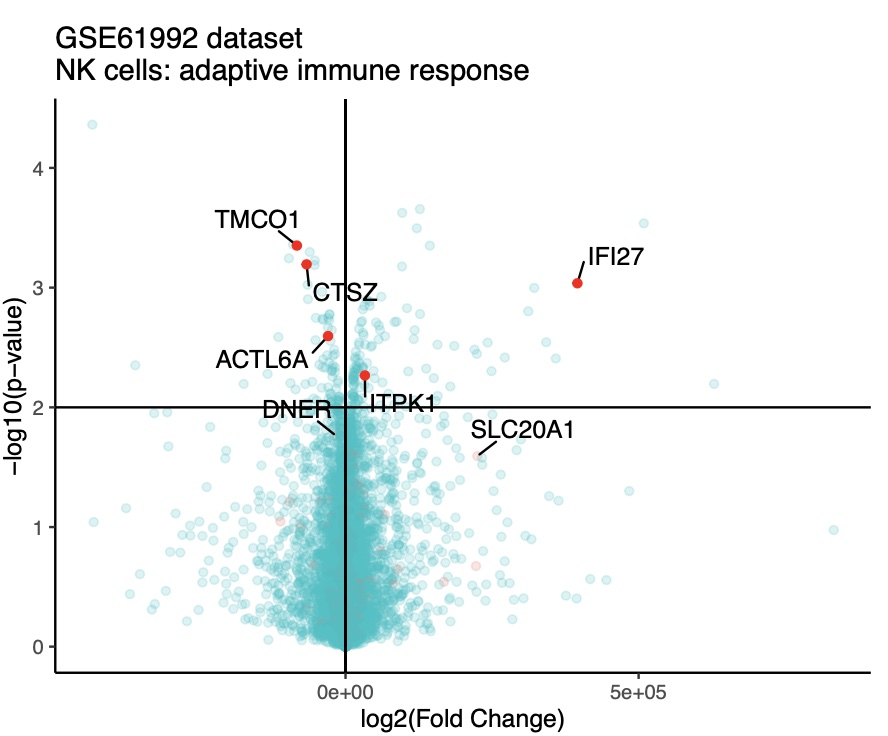 GSE61992 dataset
NK cells: adaptive immune response
4
3
2
1
0
−log10(p−value)
TMCO1
CTSZ
IFI27
ACTL6A
DNER
ITPK1
SLC20A1
0e+00
5e+05
log2(Fold Change)